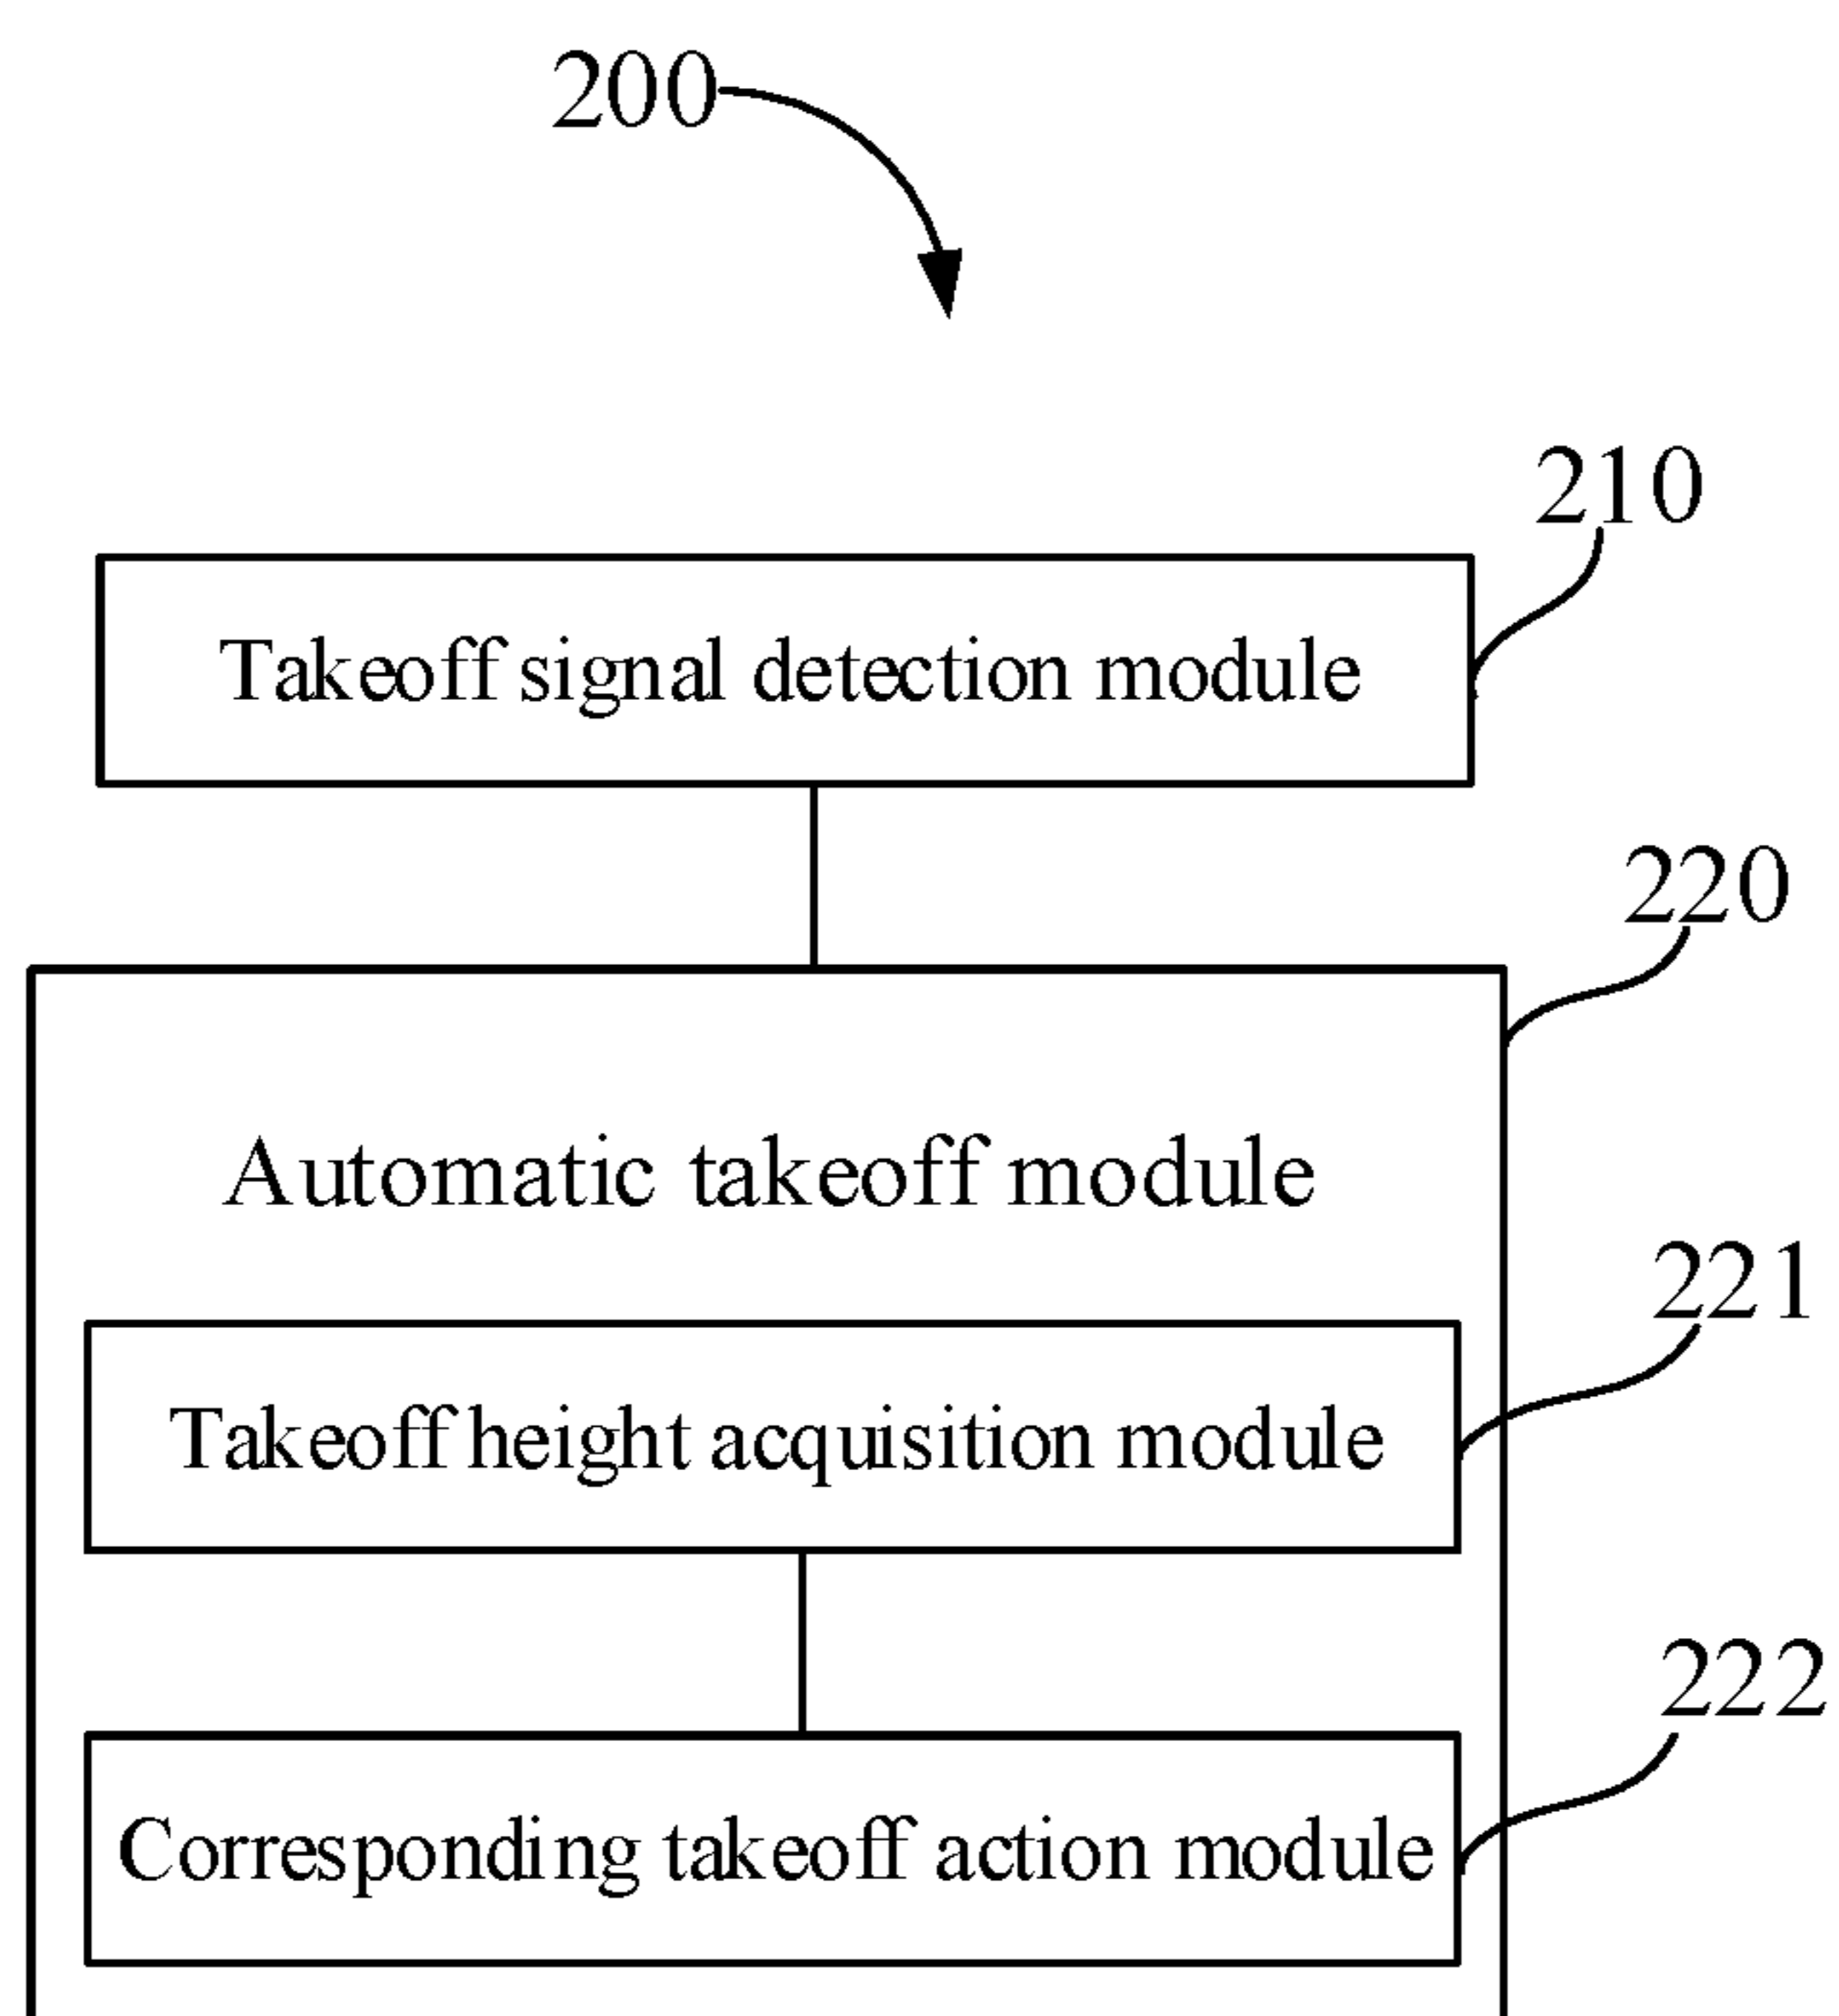 200
210
Takeoff signal detection module
220
Automatic takeoff module
221
Takeoff height acquisition module
222
Corresponding takeoff action module